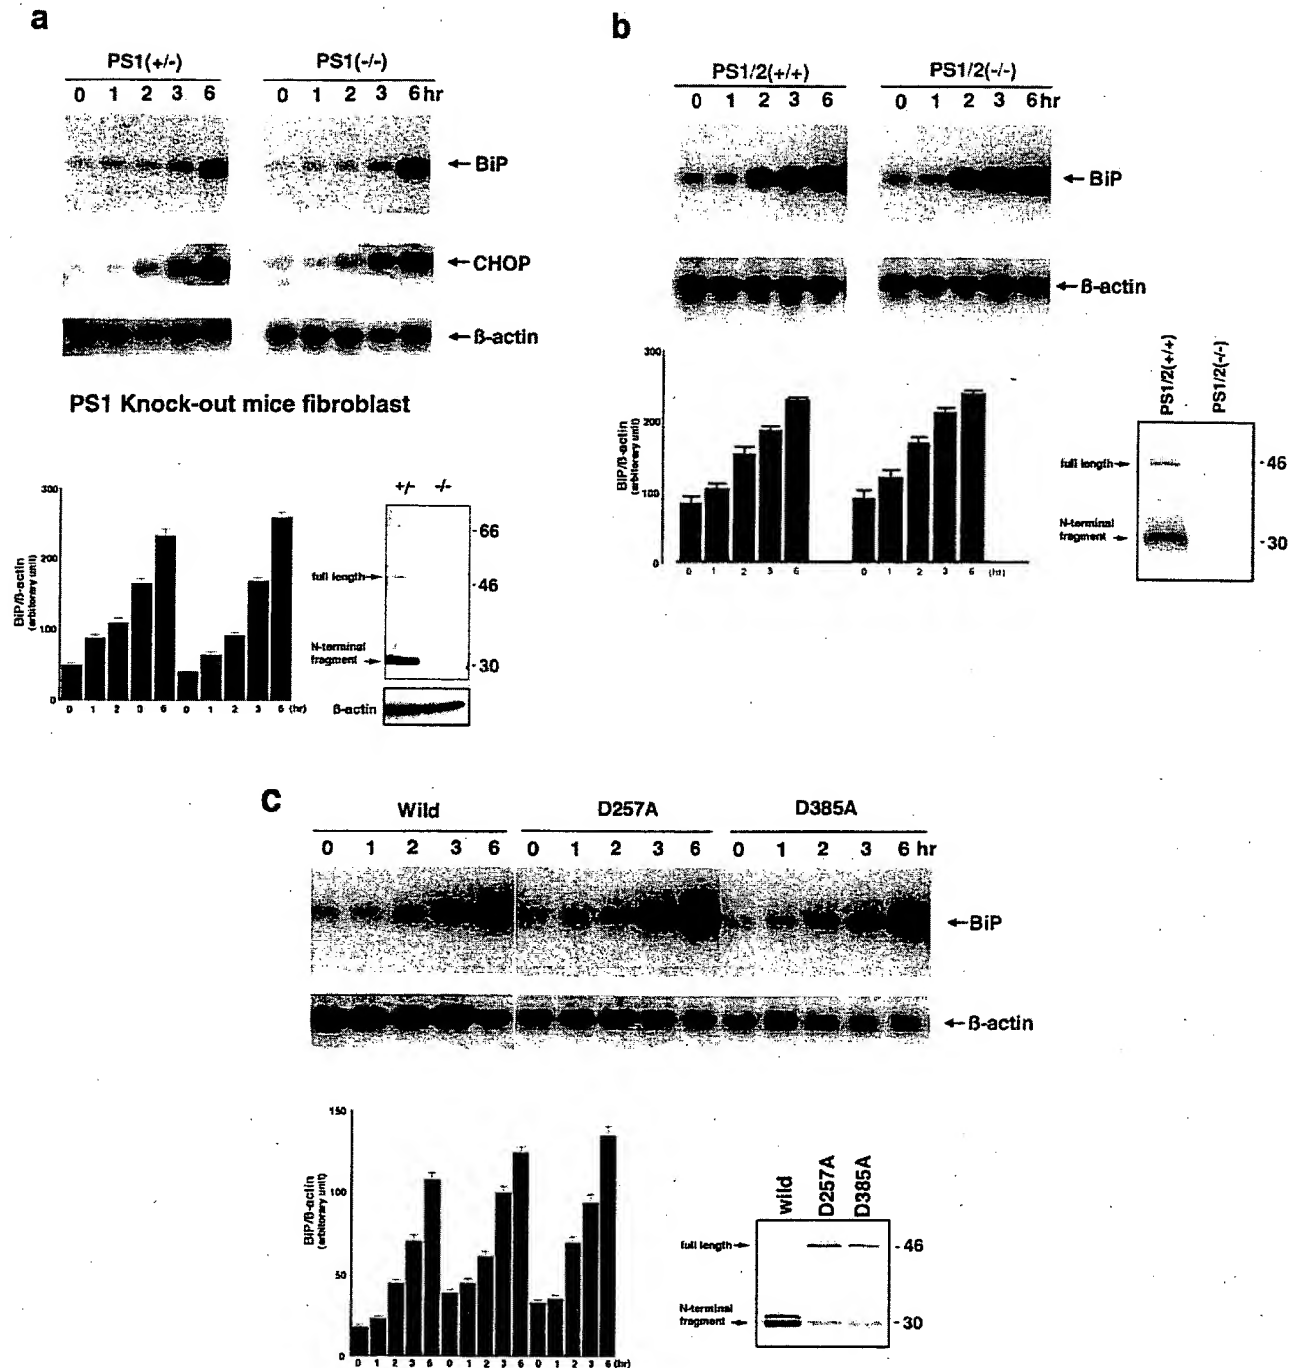 a
PS1(+/-) PS1(-/-)
0 1 2 3 6 0 1 2 3 6hr
←BiP
←CHOP
←ß-actin
PS1 Knock-out mice fibroblast
BiP/ß-actin
(arbitorary unit)
300
200
100
0
0 1 2 3 6 0 1 2 3 6 (hr)
+/- -/-
full length→
N-terminal
fragment →
-66
-46
-30
ß-actin
b
PS1/2(+/+) PS1/2(-/-)
0 1 2 3 6 0 1 2 3 6hr
←BiP
←ß-actin
BiP/ß-actin
(arbitorary unit)
300
200
100
0
0 1 2 3 6 0 1 2 3 6 (hr)
PS1/2(+/+)
PS1/2(-/-)
full length→
N-terminal
fragment →
-46
-30
c
Wild D257A D385A
0 1 2 3 6 0 1 2 3 6 0 1 2 3 6 hr
←BiP
←ß-actin
BiP/ß-actin
(arbitorary unit)
150
100
50
0
0 1 2 3 6 0 1 2 3 6 0 1 2 3 6 (hr)
wild
D257A
D385A
full length→
N-terminal
fragment →
-46
-30